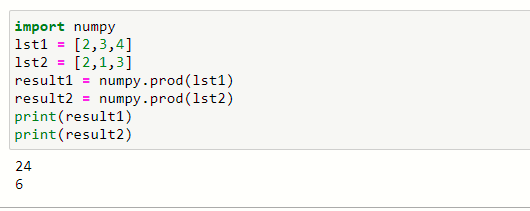 import numpy
lst1 = [2,3,4]
lst2 = [2,1,3]
result1 = numpy.prod(lst1)
result2 = numpy.prod(lst2)
print(result1)
print(result2)
24
6